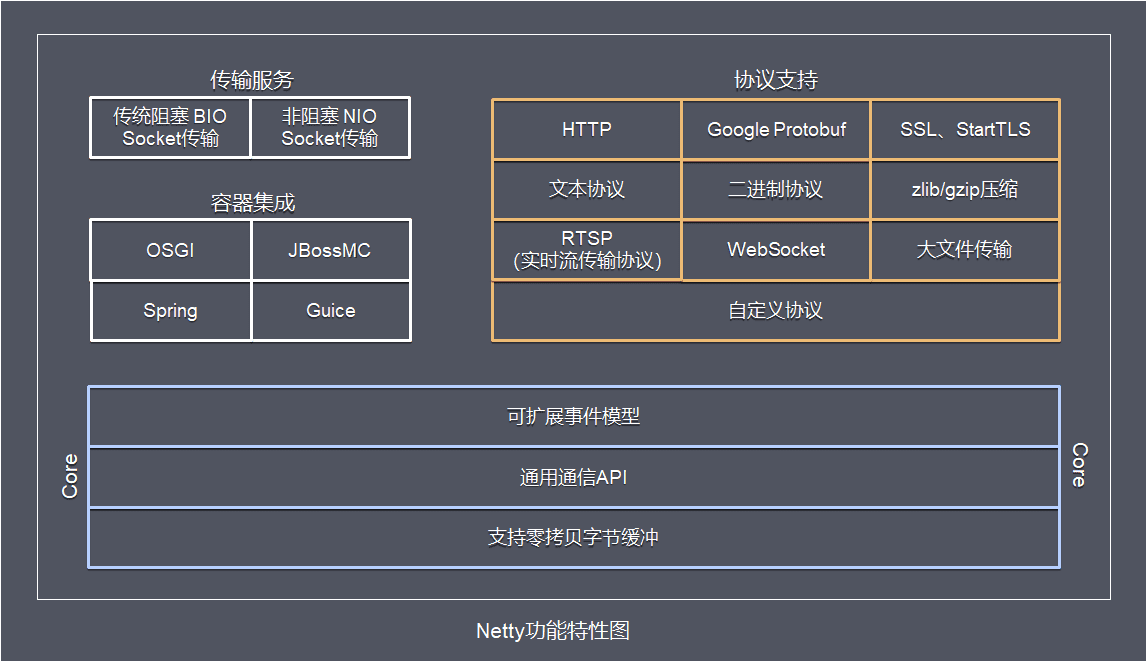 传输服务
传统阻塞 BIO
Socket传输
非阻塞 NIO
Socket传输
容器集成
OSGI
JBossMC
Spring
Guice
协议支持
HTTP
Google Protobuf
SSL、StartTLS
文本协议
二进制协议
zlib/gzip压缩
RTSP
(实时流传输协议)
WebSocket
大文件传输
自定义协议
Core
可扩展事件模型
通用通信API
支持零拷贝字节缓冲
Core
Netty功能特性图